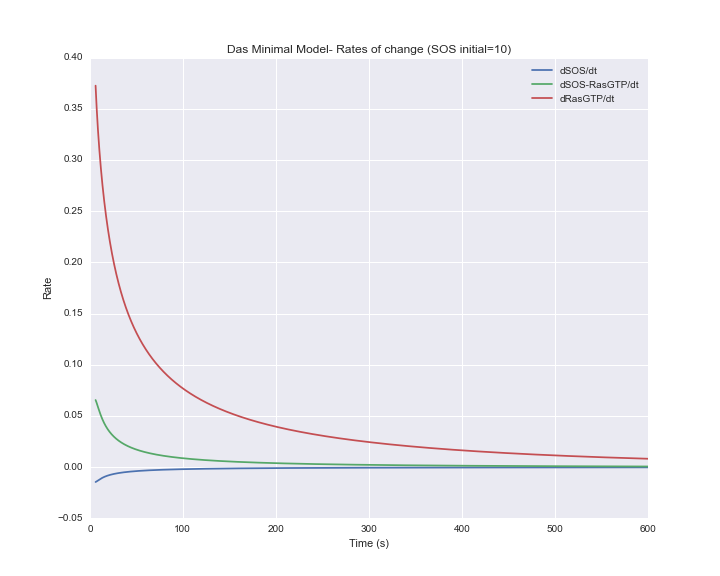 Das Minimal Model- Rates of change (SOS initial=10)
0.40
0.35
0.30
0.25
0.20
0.15
0.10
0.05
0.00
−0.05
Rate
dSOS/dt
dSOS-RasGTP/dt
dRasGTP/dt
0
100
200
300
400
500
600
Time (s)